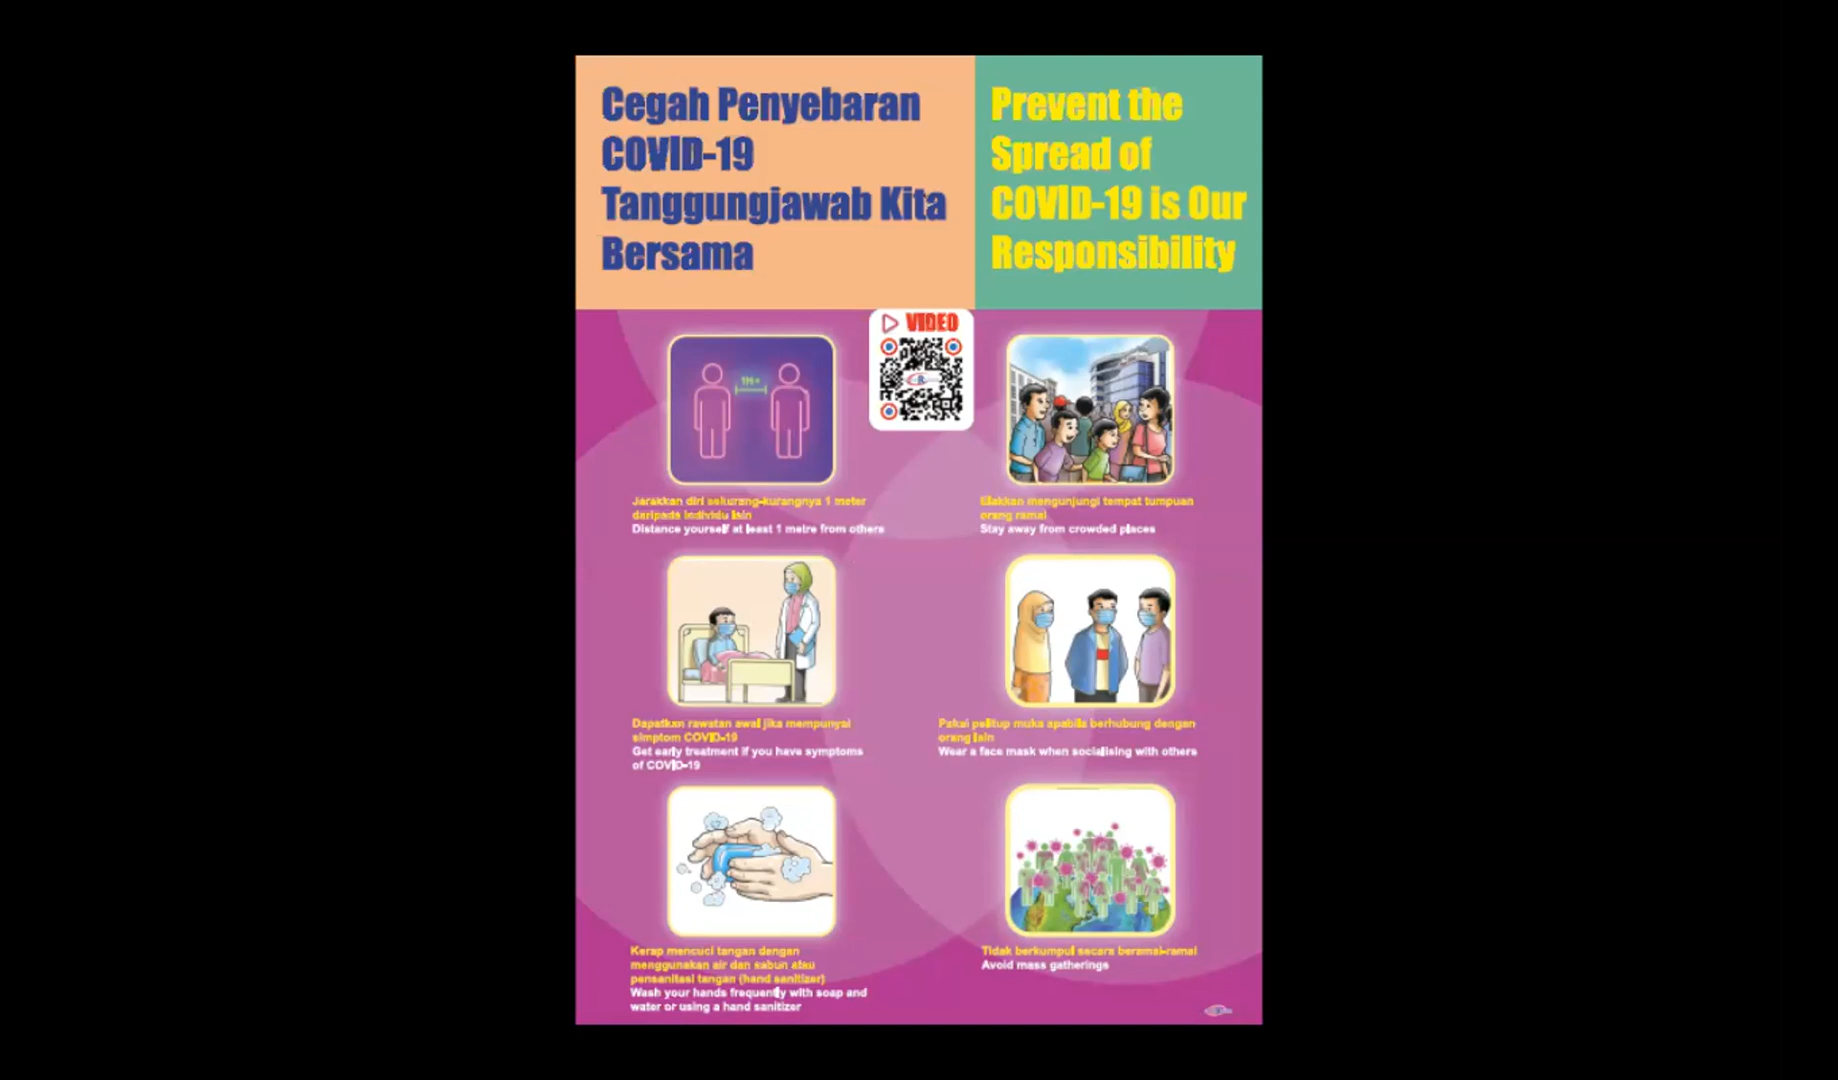 Cegah Penyebaran
COVID-19
Tanggungjawab Kita
Bersama
Prevent the
Spread of
COVID-19 is Our
Responsibility
VIDEO
Jarakkan diri sekurang-kurangnya 1 meter
daripada individu lain
Distance yourself at least 1 metre from others
Elakkan mengunjungi tempat tumpuan
orang ramai
Stay away from crowded places
Dapatkan rawatan awal jika mempunyai
simptom COVID-19
Get early treatment if you have symptoms
of COVID-19
Pakai pelitup muka apabila berhubung dengan
orang lain
Wear a face mask when socialising with others
Kerap mencuci tangan dengan
menggunakan air dan sabun atau
pensanitasi tangan (hand sanitizer)
Wash your hands frequently with soap and
water or using a hand sanitizer
Tidak berkumpul secara beramai-ramai
Avoid mass gatherings